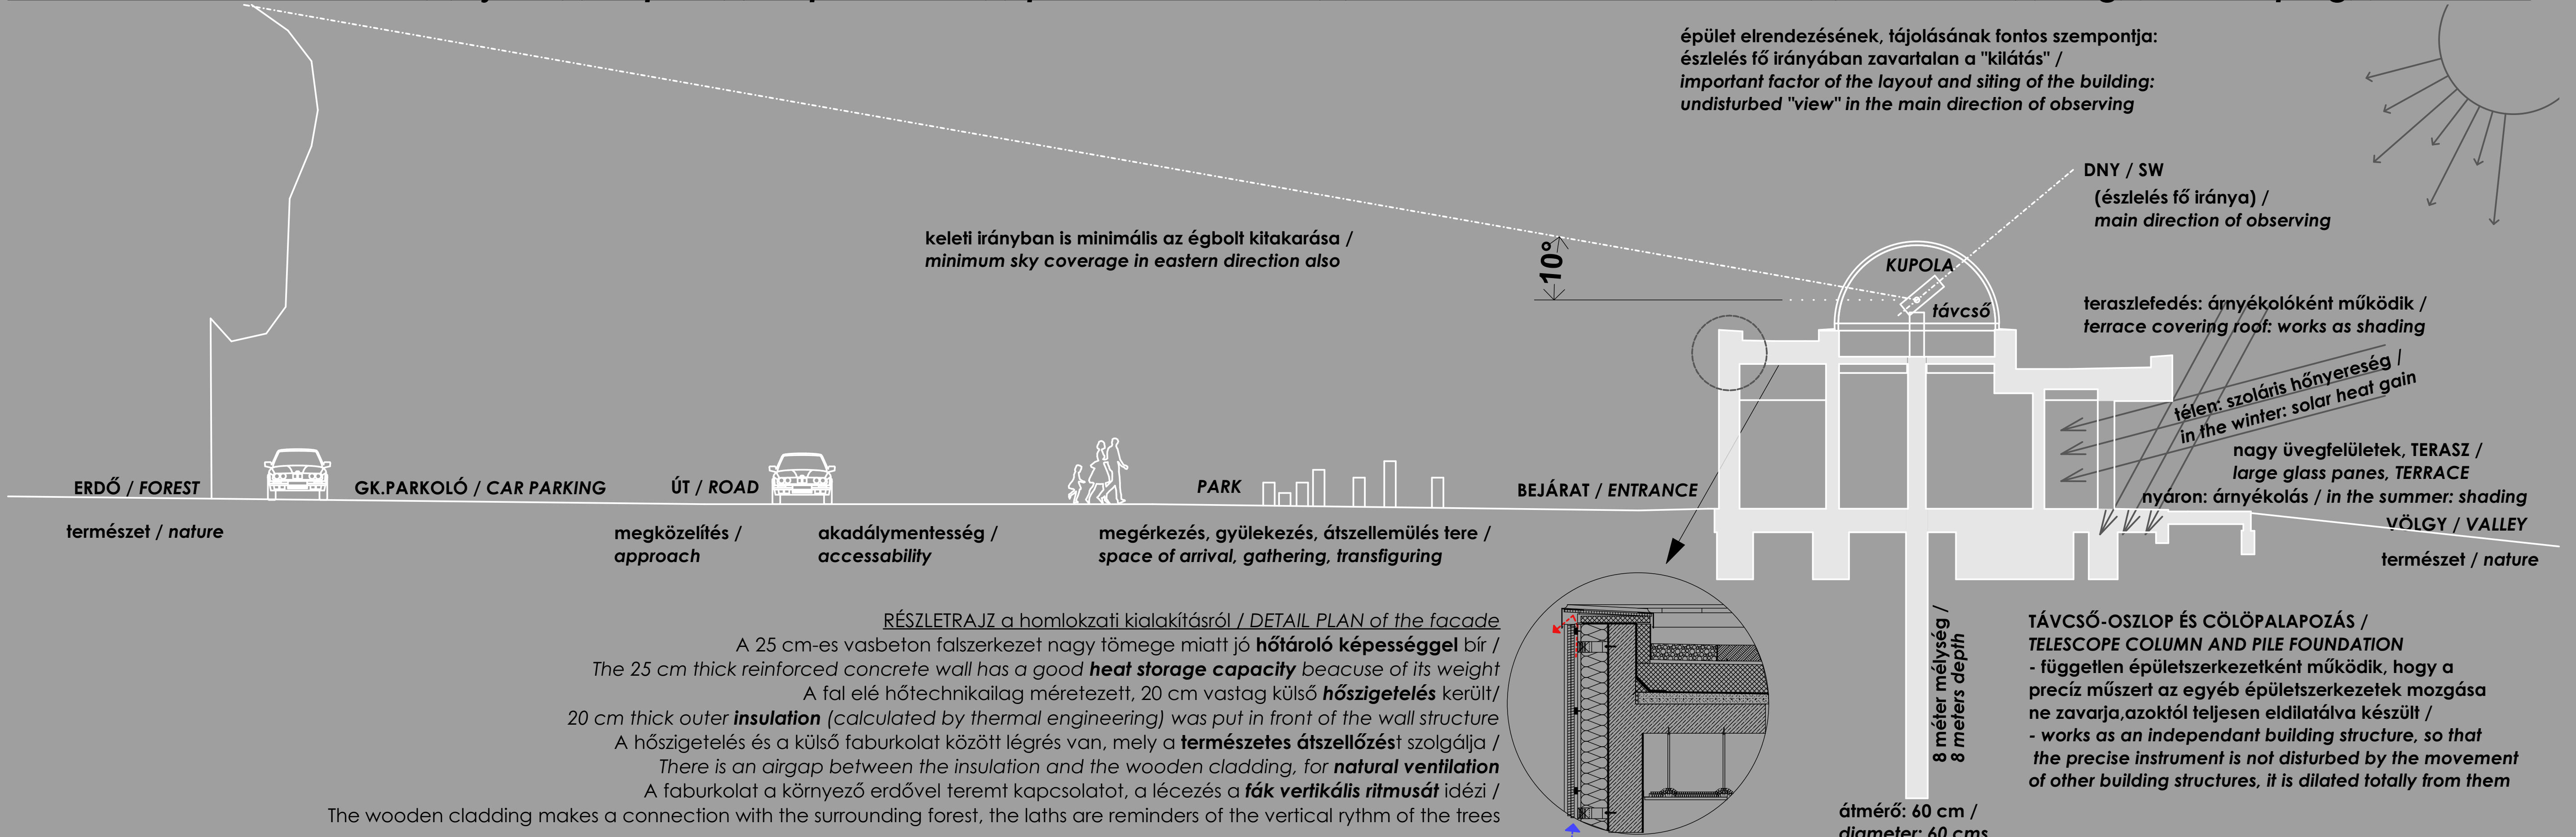 épület elrendezésének, tájolásának fontos szempontja:
észlelés fő irányában zavartalan a "kilátás" /
important factor of the layout and siting of the building:
undisturbed "view" in the main direction of observing
DNY / SW
(észlelés fő iránya) /
main direction of observing
keleti irányban is minimális az égbolt kitakarása /
minimum sky coverage in eastern direction also
10°
KUPOLA
távcső
teraszlefedés: árnyékolóként működik /
terrace covering roof: works as shading
télen: szoláris hőnyereség /
in the winter: solar heat gain
nagy üvegfelületek, TERASZ /
large glass panes, TERRACE
nyáron: árnyékolás / in the summer: shading
VÖLGY / VALLEY
természet / nature
ERDŐ / FOREST
GK.PARKOLÓ / CAR PARKING
ÚT / ROAD
PARK
BEJÁRAT / ENTRANCE
természet / nature
megközelítés /
approach
akadálymentesség /
accessability
megérkezés, gyülekezés, átszellemülés tere /
space of arrival, gathering, transfiguring
RÉSZLETRAJZ a homlokzati kialakításról / DETAIL PLAN of the facade
A 25 cm-es vasbeton falszerkezet nagy tömege miatt jó hőtároló képességgel bír /
The 25 cm thick reinforced concrete wall has a good heat storage capacity beacuse of its weight
A fal elé hőtechnikailag méretezett, 20 cm vastag külső hőszigetelés került/
20 cm thick outer insulation (calculated by thermal engineering) was put in front of the wall structure
A hőszigetelés és a külső faburkolat között légrés van, mely a természetes átszellőzést szolgálja /
There is an airgap between the insulation and the wooden cladding, for natural ventilation
A faburkolat a környező erdővel teremt kapcsolatot, a lécezés a fák vertikális ritmusát idézi /
The wooden cladding makes a connection with the surrounding forest, the laths are reminders of the vertical rythm of the trees
8 méter mélység /
8 meters depth
átmérő: 60 cm /
diameter: 60 cms
TÁVCSŐ-OSZLOP ÉS CÖLÖPALAPOZÁS /
TELESCOPE COLUMN AND PILE FOUNDATION
- független épületszerkezetként működik, hogy a
precíz műszert az egyéb épületszerkezetek mozgása
ne zavarja,azoktól teljesen eldilatálva készült /
- works as an independant building structure, so that
the precise instrument is not disturbed by the movement
of other building structures, it is dilated totally from them